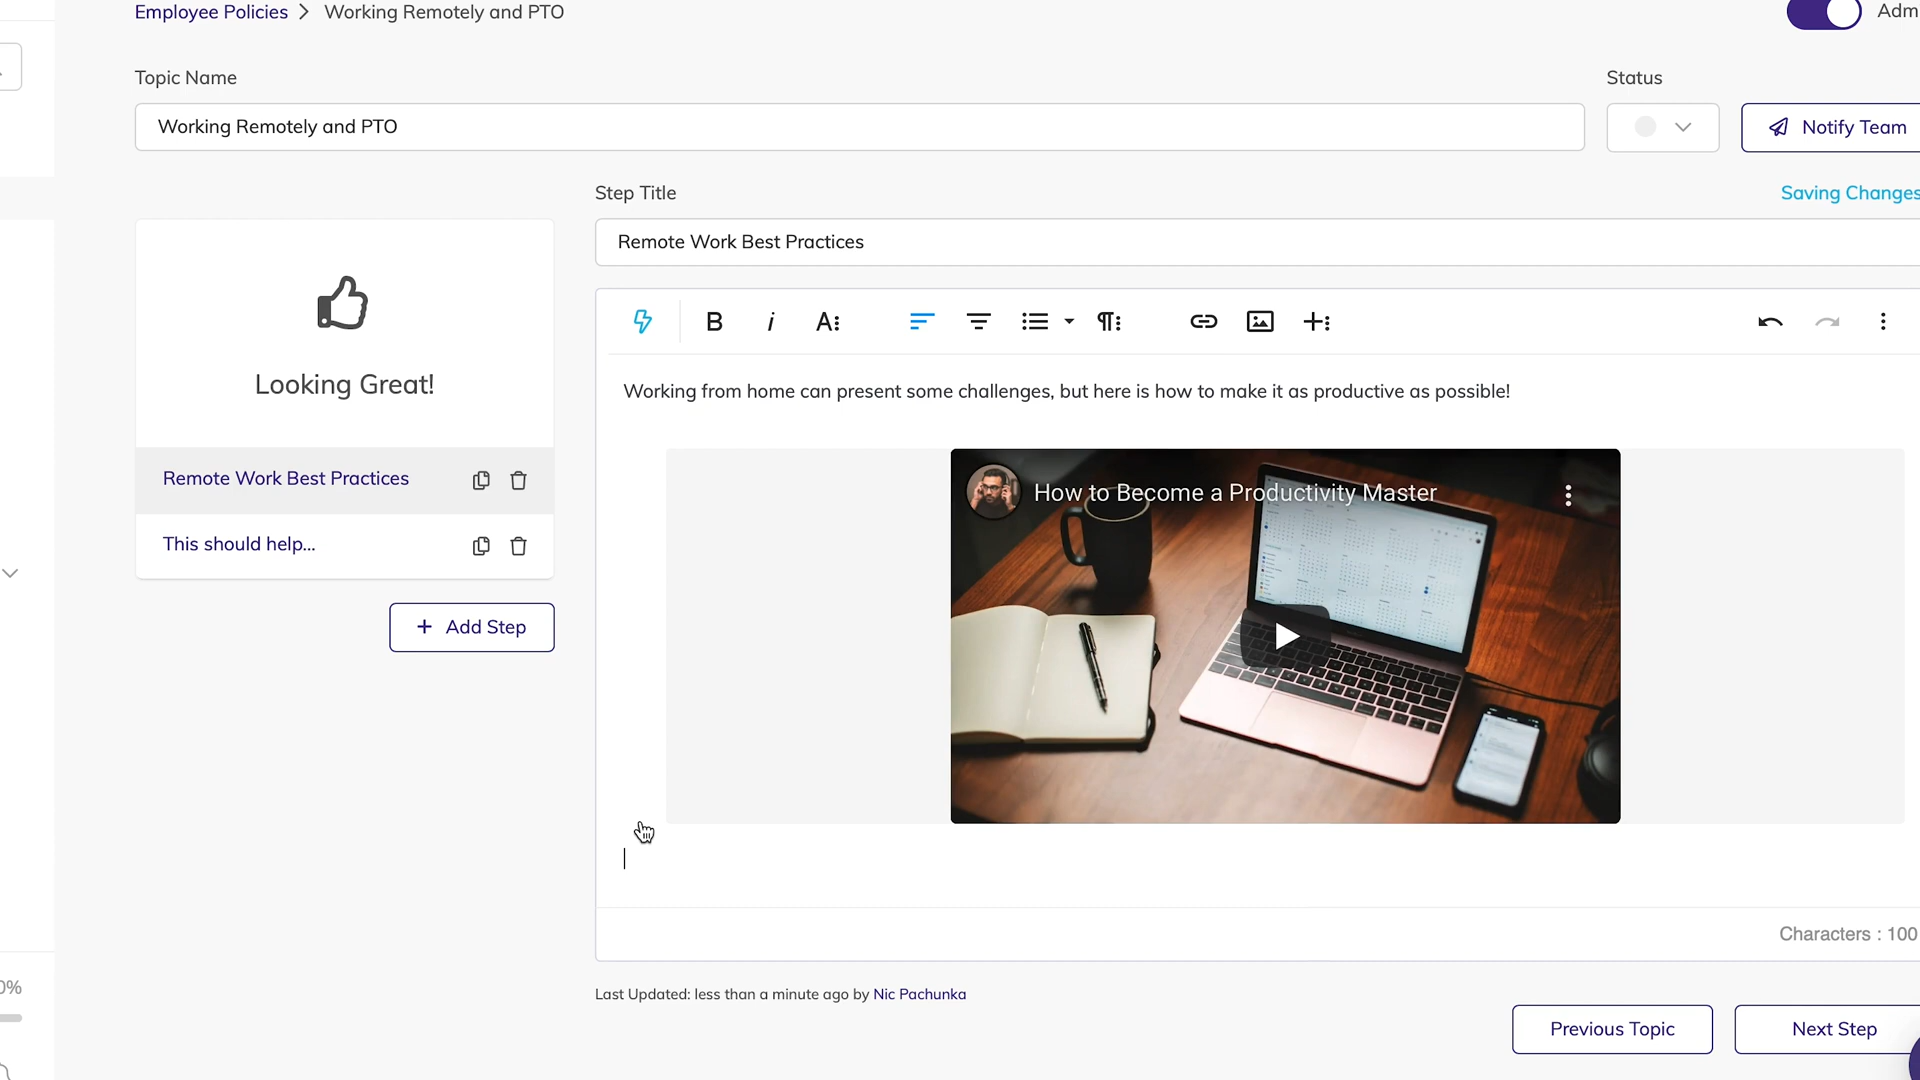 Employee Policies > Working Remotely and PTO
Adm
Topic Name
Status
Working Remotely and PTO
Notify Team
Step Title
Saving Changes
Remote Work Best Practices
B i A
Looking Great!
Working from home can present some challenges, but here is how to make it as productive as possible!
Remote Work Best Practices
This should help...
+ Add Step
How to Become a Productivity Master
Characters : 100
0%
Last Updated: less than a minute ago by Nic Pachunka
Previous Topic
Next Step